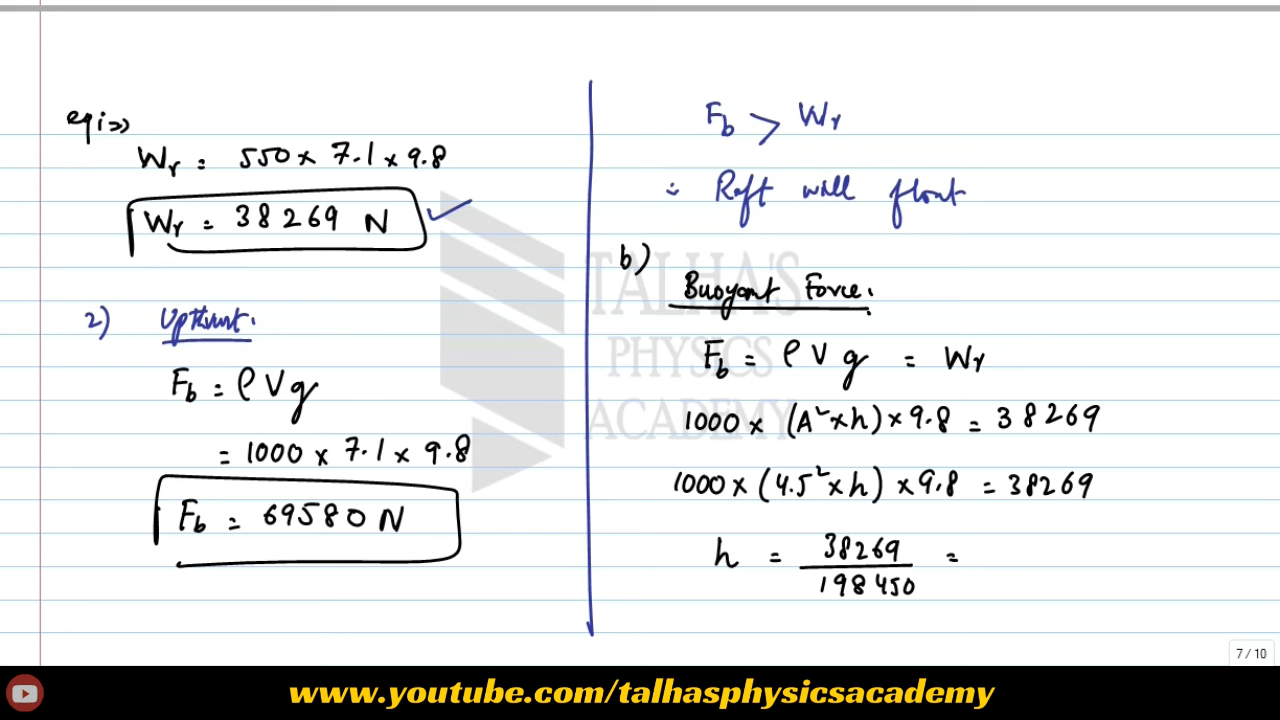 eq i =>
Wr = 550 × 7.1 × 9.8
Wr = 38269 N
2) Upthrust.
Fb = ρVg
= 1000 × 7.1 × 9.8
Fb = 69580 N
Fb > Wr
∴ Raft will float
b)
Buoyant Force.
Fb = ρVg = Wr
1000 × (A² × h) × 9.8 = 38269
1000 × (4.5² × h) × 9.8 = 38269
h = 38269 / 198450 =
TALHA'S
PHYSICS
ACADEMY
7 / 10
www.youtube.com/talhasphysicsacademy